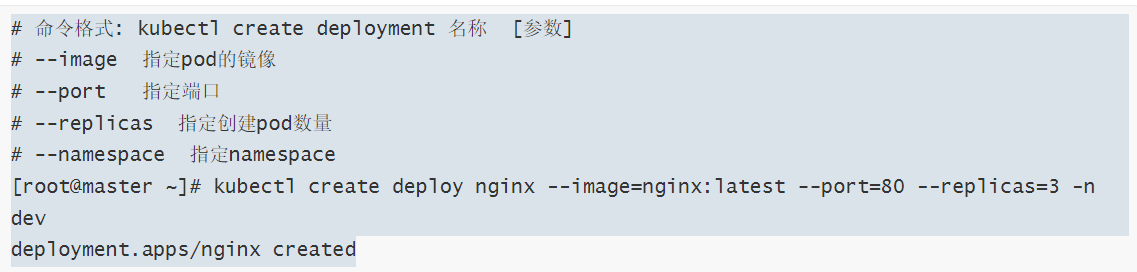 # 命令格式: kubectl create deployment 名称  [参数]
# --image  指定pod的镜像
# --port   指定端口
# --replicas  指定创建pod数量
# --namespace  指定namespace
[root@master ~]# kubectl create deploy nginx --image=nginx:latest --port=80 --replicas=3 -n
dev
deployment.apps/nginx created